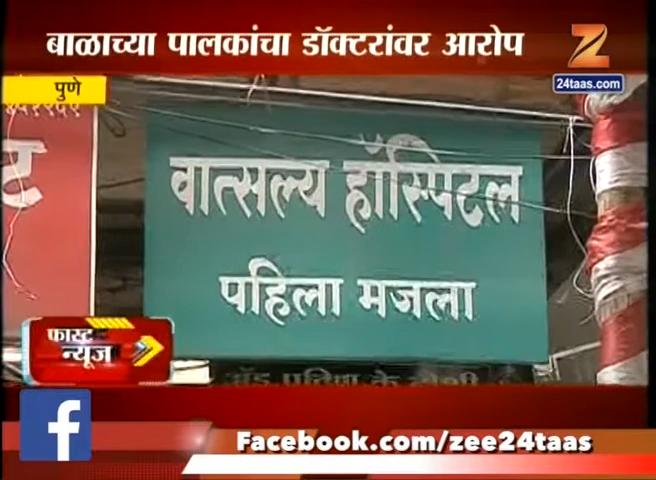 बाळाच्या पालकांचा डॉक्टरांवर आरोप
24taas.com
पुणे
वात्सल्य हॉस्पिटल
पहिला मजला
फास्ट
न्यूज
Facebook.com/zee24taas